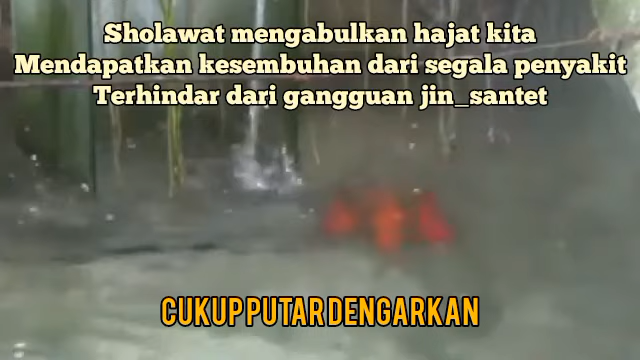 Sholawat mengabulkan hajat kita
Mendapatkan kesembuhan dari segala penyakit
Terhindar dari gangguan jin_santet
CUKUP PUTAR DENGARKAN